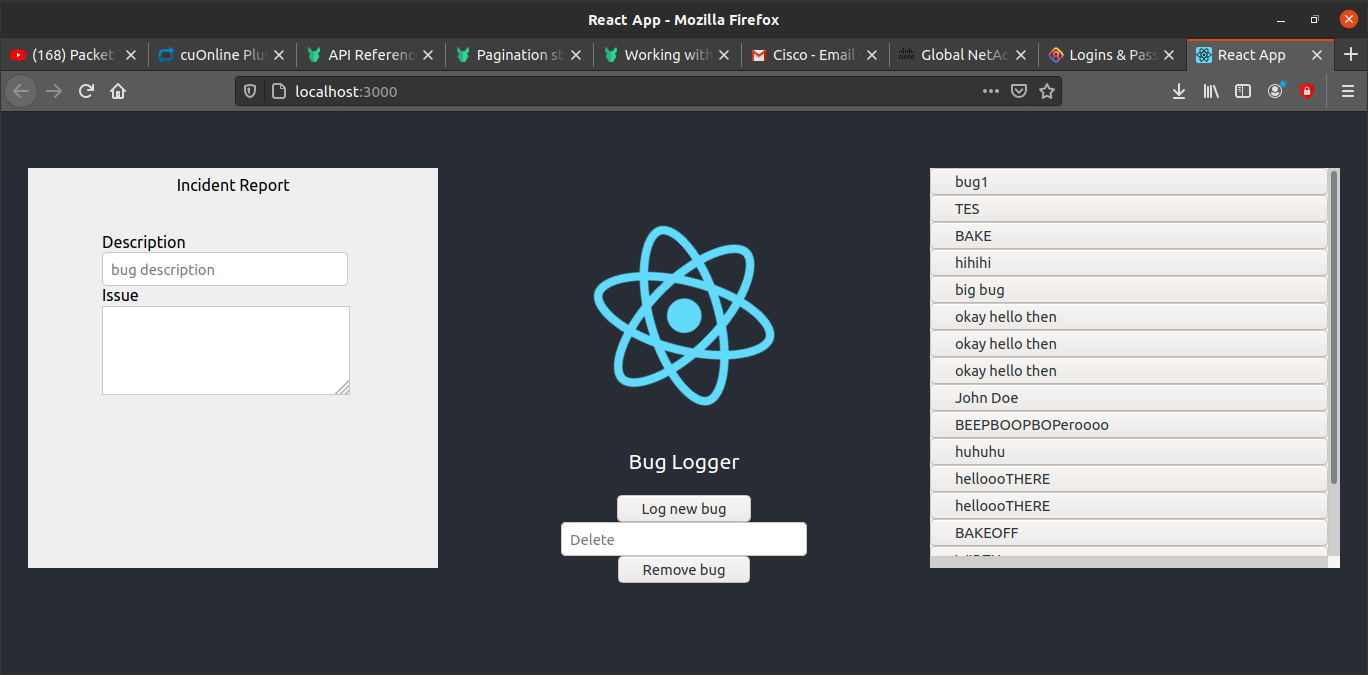 React App - Mozilla Firefox
(168) Packet
cuOnline Plu
API Referenc
Pagination st
Working with
Cisco - Email
Global NetAc
Logins & Pass
React App
localhost:3000
Incident Report
Description
bug description
Issue
Bug Logger
Log new bug
Delete
Remove bug
bug1
TES
BAKE
hihihi
big bug
okay hello then
okay hello then
okay hello then
John Doe
BEEPBOOPBOPeroooo
huhuhu
helloooTHERE
helloooTHERE
BAKEOFF